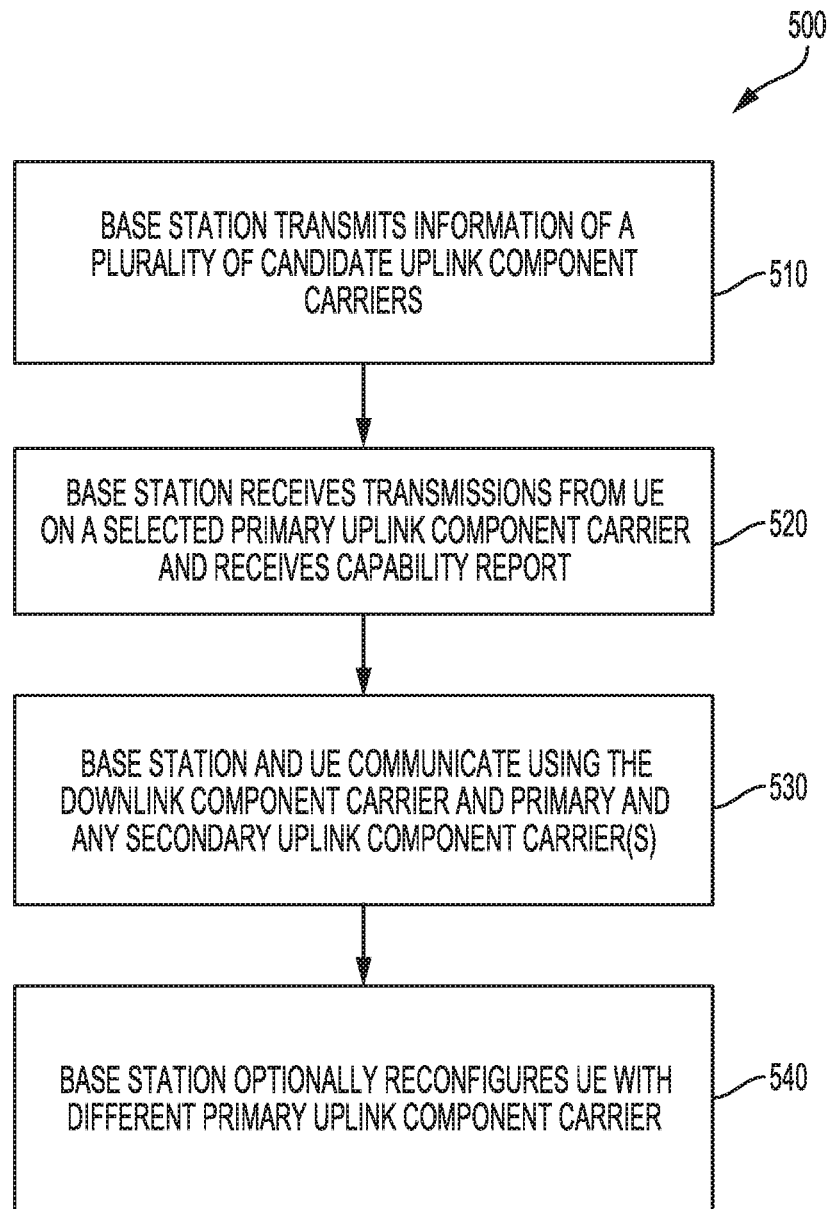 500
BASE STATION TRANSMITS INFORMATION OF A
PLURALITY OF CANDIDATE UPLINK COMPONENT
CARRIERS
510
BASE STATION RECEIVES TRANSMISSIONS FROM UE
ON A SELECTED PRIMARY UPLINK COMPONENT CARRIER
AND RECEIVES CAPABILITY REPORT
520
BASE STATION AND UE COMMUNICATE USING THE
DOWNLINK COMPONENT CARRIER AND PRIMARY AND
ANY SECONDARY UPLINK COMPONENT CARRIER(S)
530
BASE STATION OPTIONALLY RECONFIGURES UE WITH
DIFFERENT PRIMARY UPLINK COMPONENT CARRIER
540